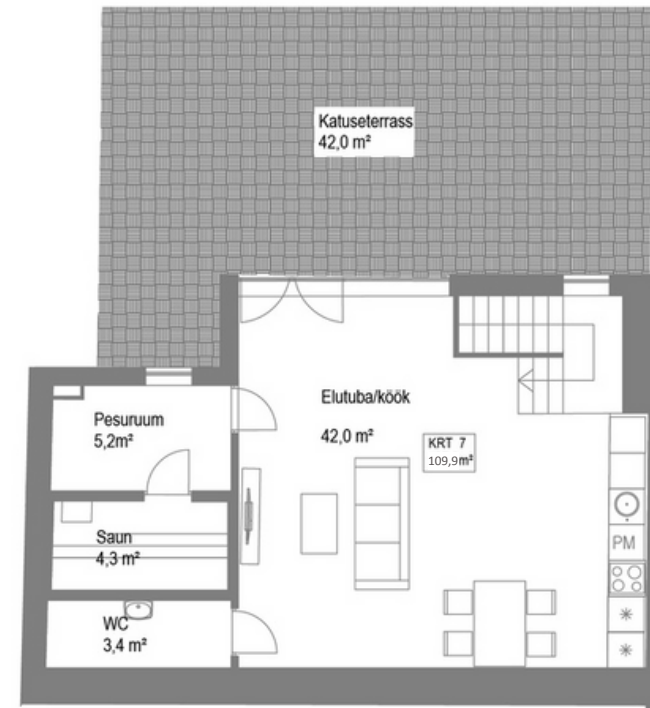 Katuseterrass
42,0 m²
Elutuba/köök
42,0 m²
KRT 7
109,9m²
Pesuruum
5,2m²
Saun
4,3 m²
WC
3,4 m²
PM